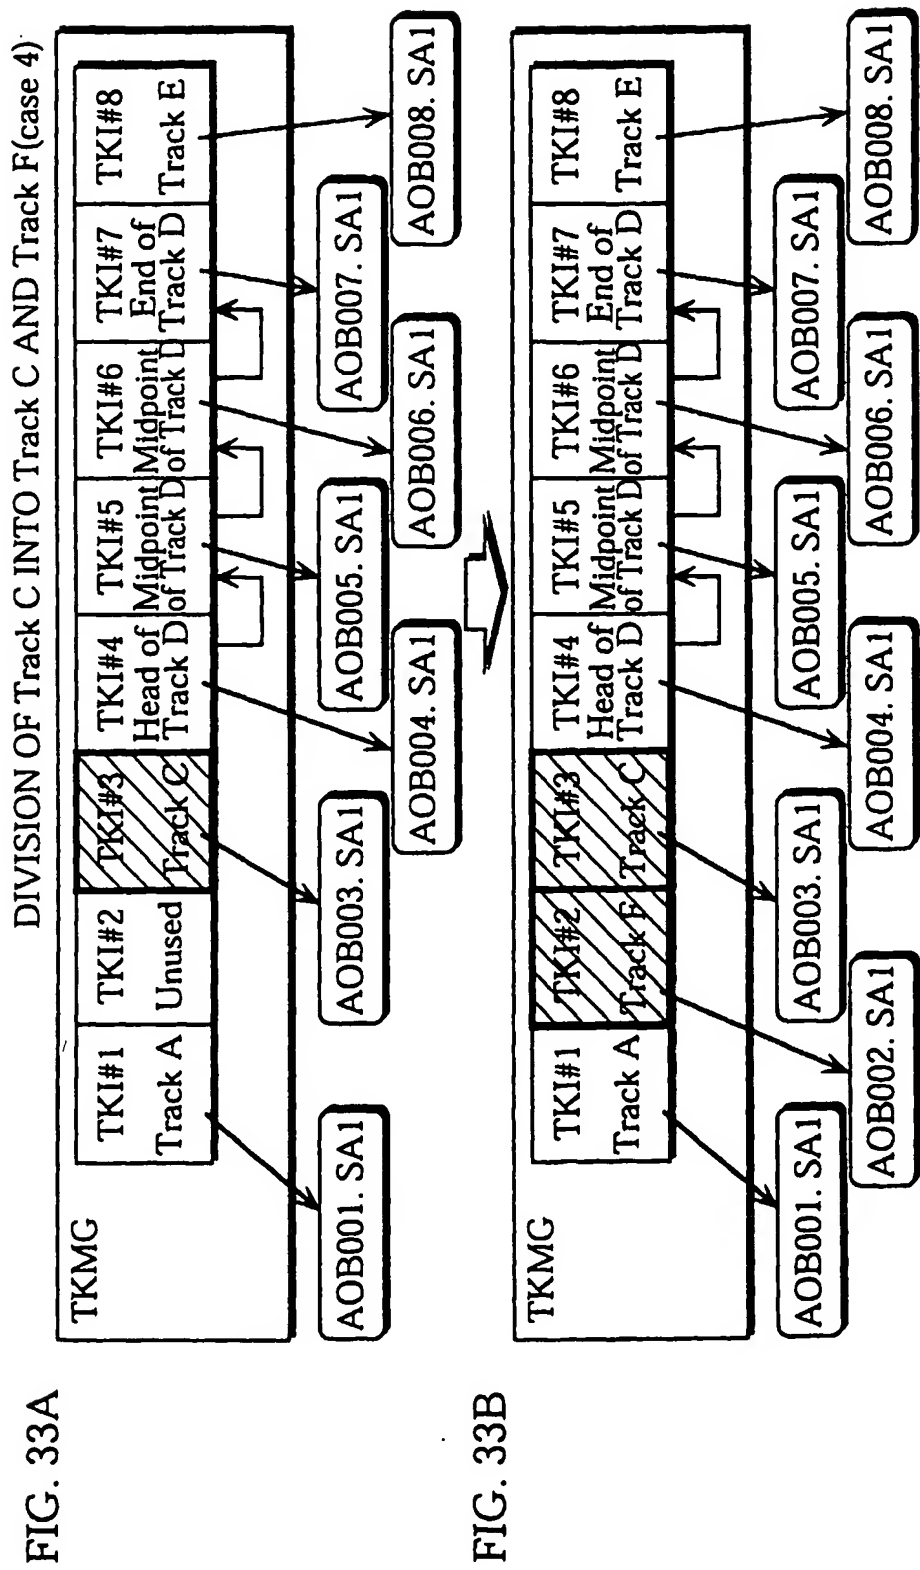 DIVISION OF Track C INTO Track C AND Track F(case 4)
FIG. 33A
TKMG
TKI#1
Track A
TKI#2
Unused
TKI#3
Track C
TKI#4
Head of
Track D
TKI#5
Midpoint
of Track D
TKI#6
Midpoint
of Track D
TKI#7
End of
Track D
TKI#8
Track E
AOB001. SA1
AOB003. SA1
AOB004. SA1
AOB005. SA1
AOB006. SA1
AOB007. SA1
AOB008. SA1
FIG. 33B
TKMG
TKI#1
Track A
TKI#2
Track F
TKI#3
Track C
TKI#4
Head of
Track D
TKI#5
Midpoint
of Track D
TKI#6
Midpoint
of Track D
TKI#7
End of
Track D
TKI#8
Track E
AOB001. SA1
AOB002. SA1
AOB003. SA1
AOB004. SA1
AOB005. SA1
AOB006. SA1
AOB007. SA1
AOB008. SA1